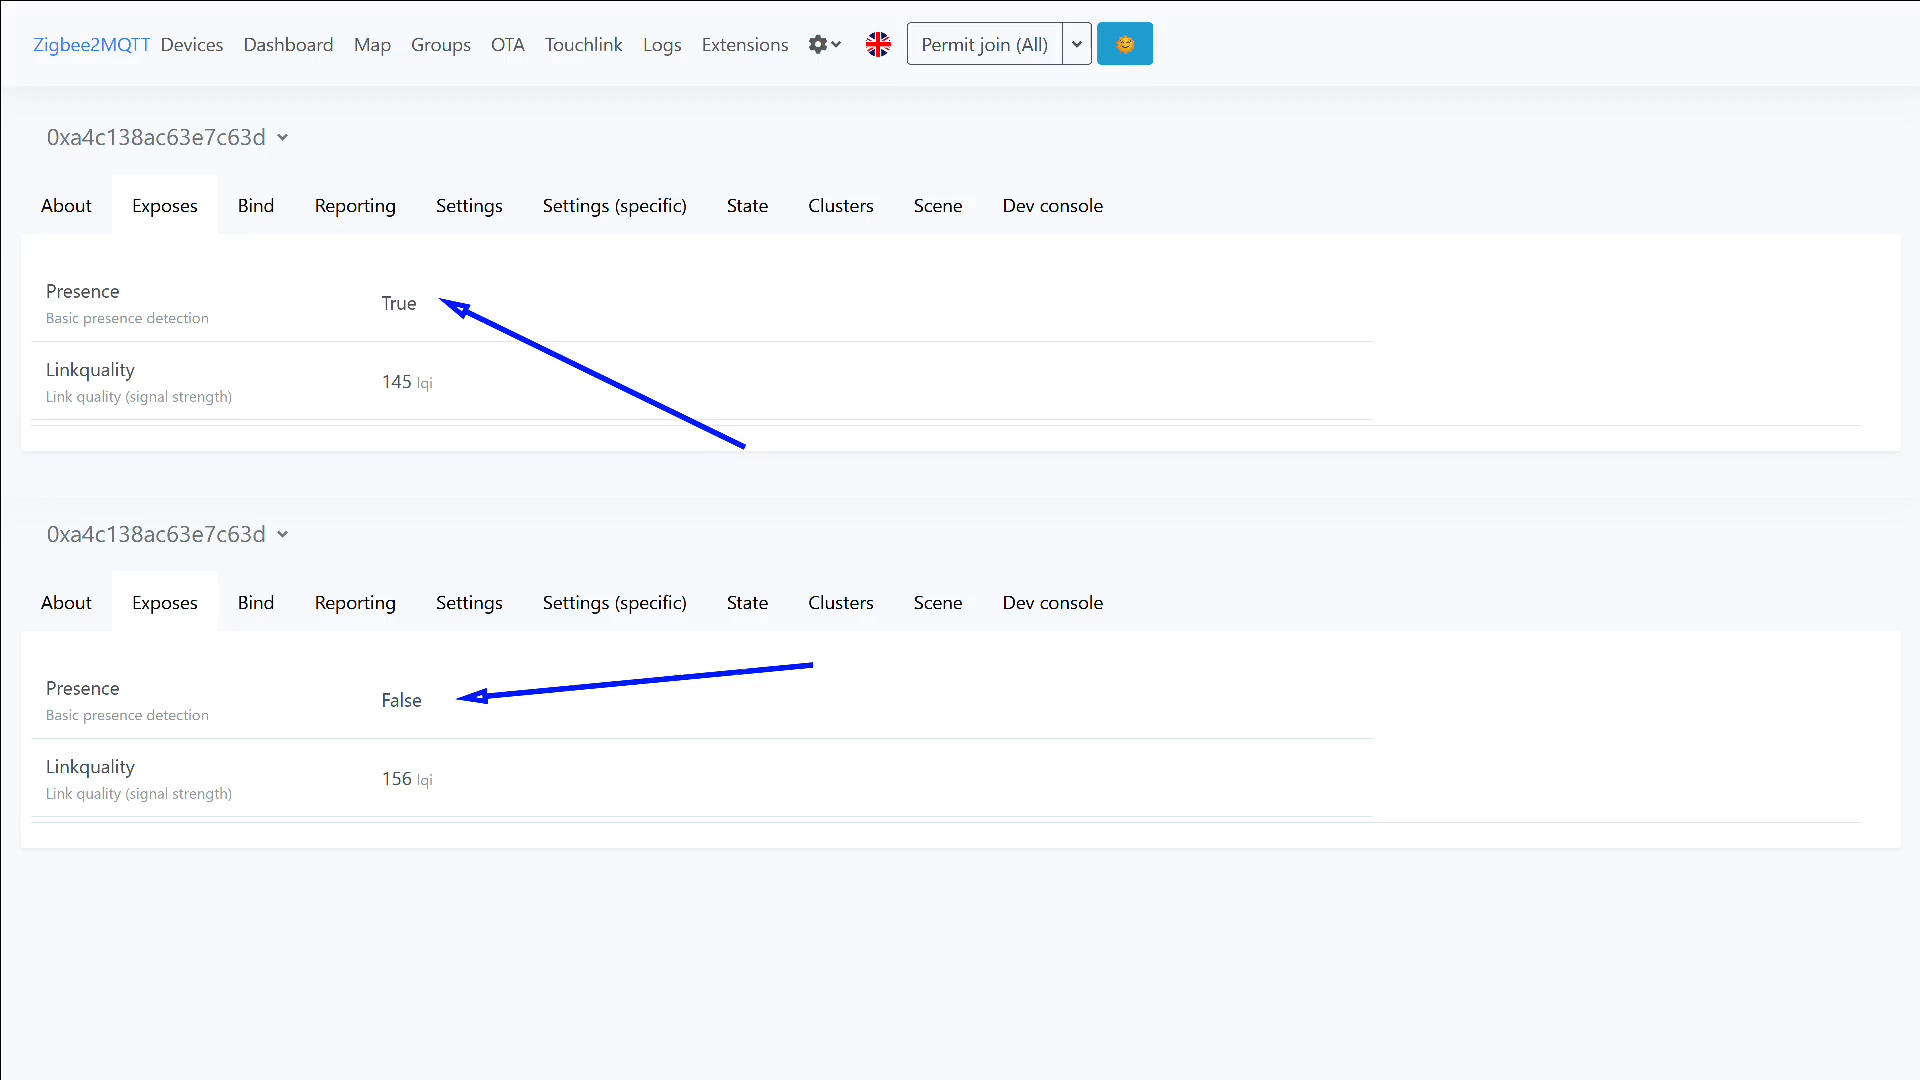 Zigbee2MQTT Devices Dashboard Map Groups OTA Touchlink Logs Extensions Permit join (All)
0xa4c138ac63e7c63d
About Exposes Bind Reporting Settings Settings (specific) State Clusters Scene Dev console
Presence
True
Basic presence detection
Linkquality
145 lqi
Link quality (signal strength)
0xa4c138ac63e7c63d
About Exposes Bind Reporting Settings Settings (specific) State Clusters Scene Dev console
Presence
False
Basic presence detection
Linkquality
156 lqi
Link quality (signal strength)